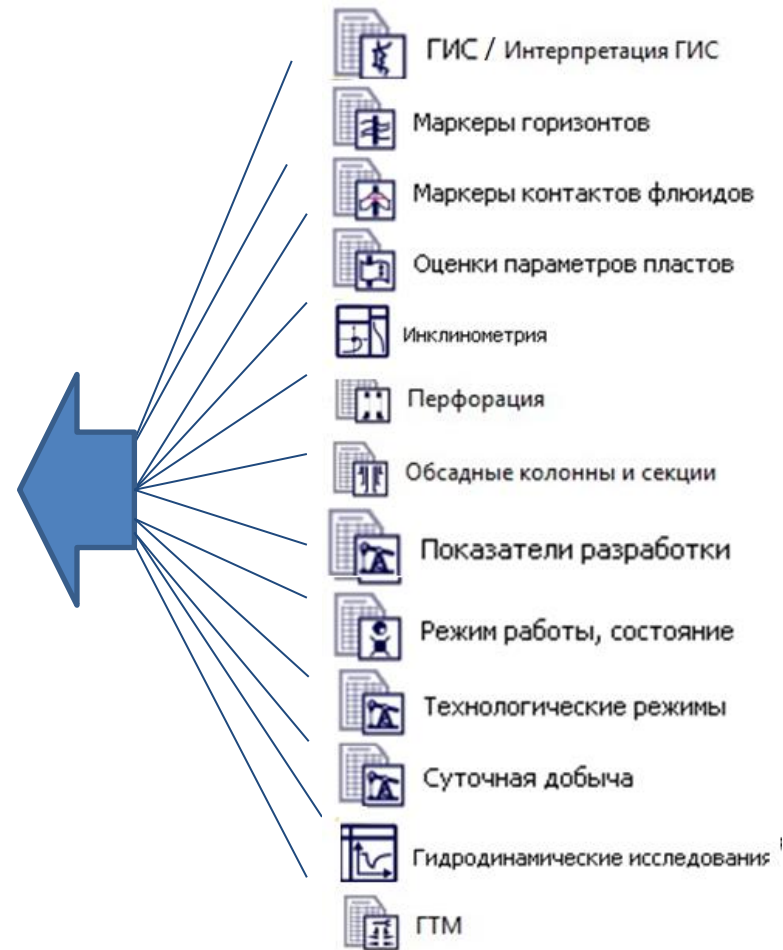 ГИС / Интерпретация ГИС
Маркеры горизонтов
Маркеры контактов флюидов
Оценки параметров пластов
Инклинометрия
Перфорация
Обсадные колонны и секции
Показатели разработки
Режим работы, состояние
Технологические режимы
Суточная добыча
Гидродинамические исследования
ГТМ